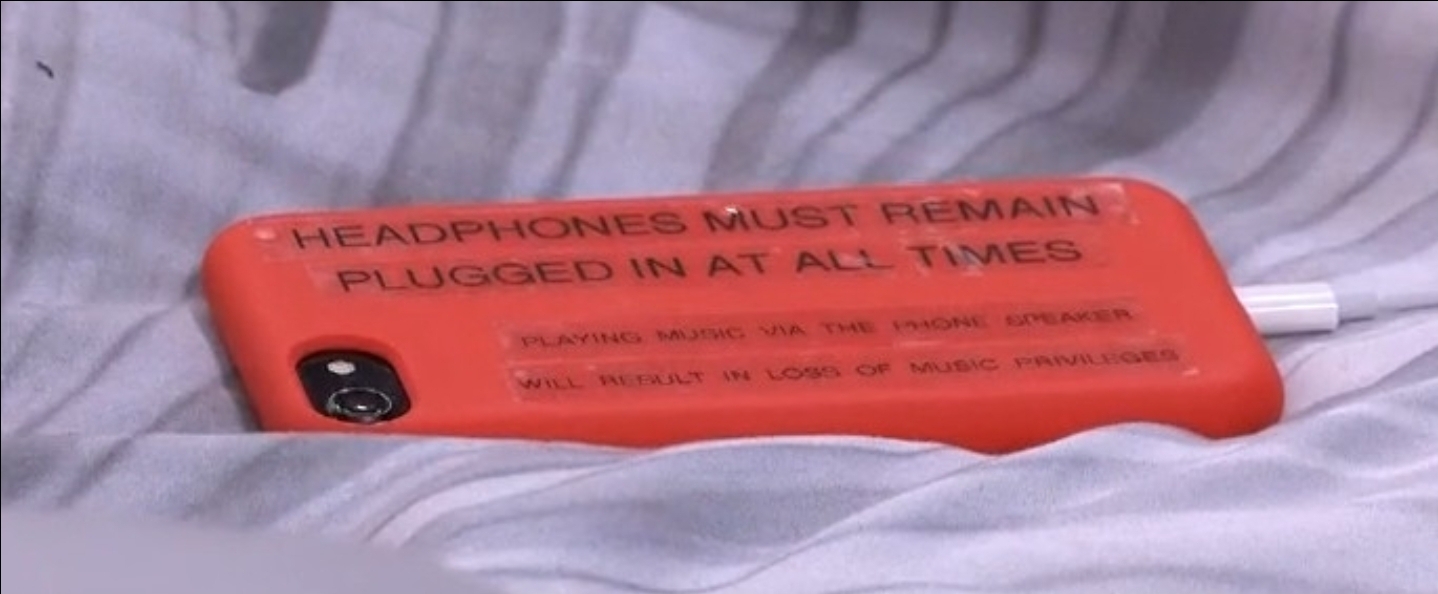 HEADPHONES MUST REMAIN
PLUGGED IN AT ALL TIMES
PLAYING MUSIC VIA THE PHONE SPEAKER
WILL RESULT IN LOSS OF MUSIC PRIVILEGES